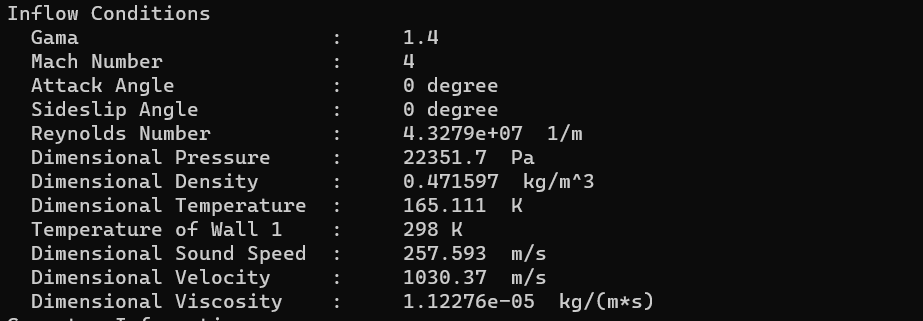 Inflow Conditions
Gama : 1.4
Mach Number : 4
Attack Angle : 0 degree
Sideslip Angle : 0 degree
Reynolds Number : 4.3279e+07 1/m
Dimensional Pressure : 22351.7 Pa
Dimensional Density : 0.471597 kg/m^3
Dimensional Temperature : 165.111 K
Temperature of Wall 1 : 298 K
Dimensional Sound Speed : 257.593 m/s
Dimensional Velocity : 1030.37 m/s
Dimensional Viscosity : 1.12276e-05 kg/(m*s)